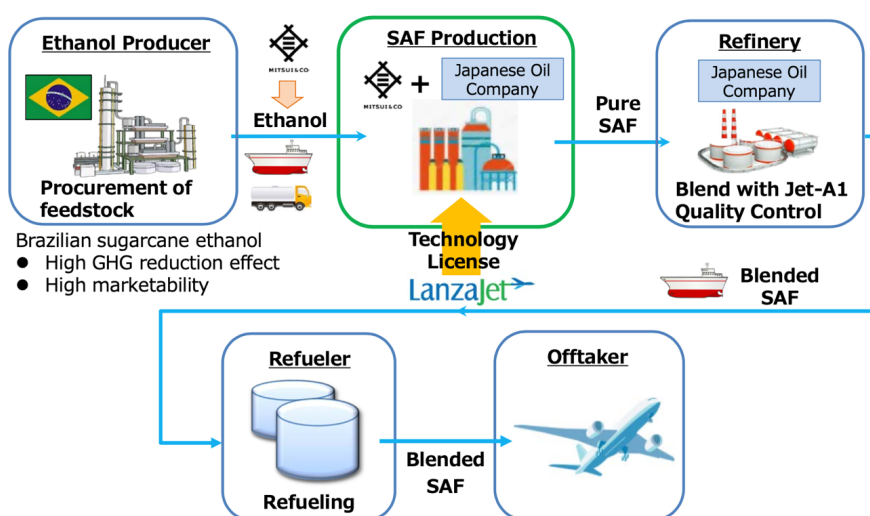 Ethanol Producer
Procurement of
feedstock
Brazilian sugarcane ethanol
● High GHG reduction effect
● High marketability
MITSUI&CO
Ethanol
SAF Production
MITSUI&CO
+
Japanese Oil
Company
Technology
License
LanzaJet
Pure
SAF
Refinery
Japanese Oil
Company
Blend with Jet-A1
Quality Control
Blended
SAF
Refueler
Refueling
Blended
SAF
Offtaker